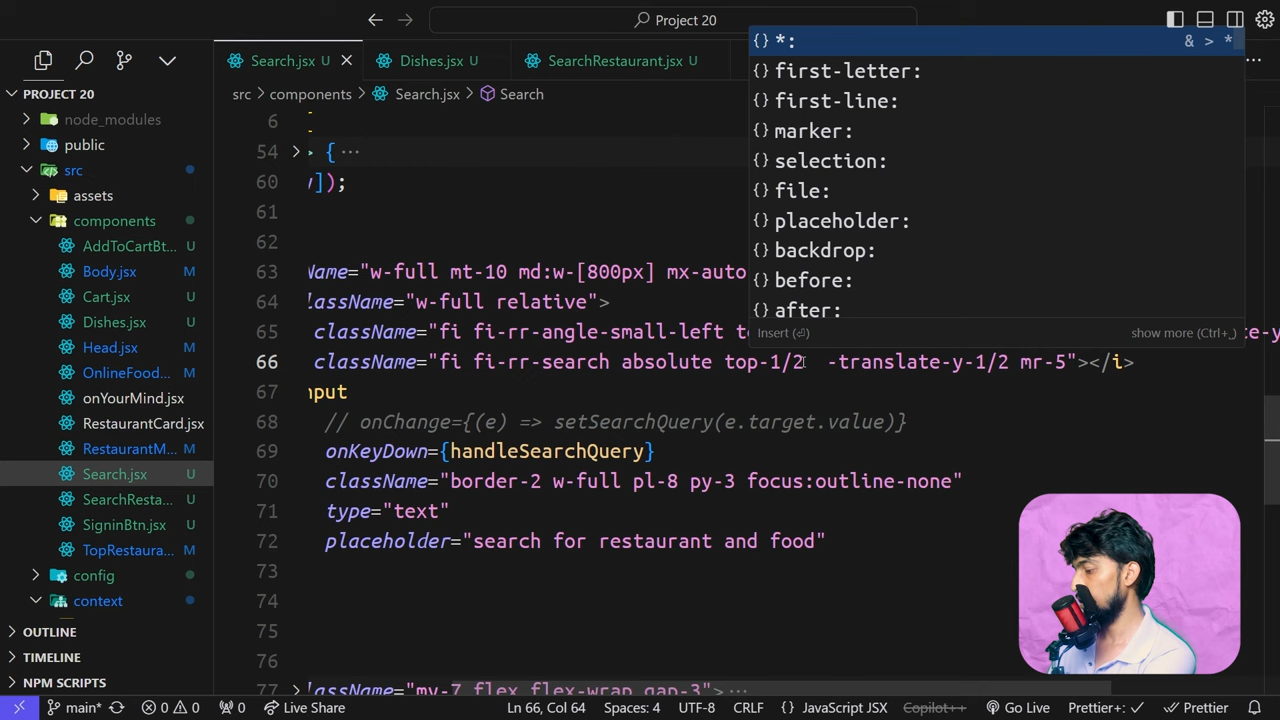 Project 20
Search.jsx U
Dishes.jsx U
SearchRestaurant.jsx U
PROJECT 20
node_modules
public
src
assets
components
AddToCartBt... U
Body.jsx M
Cart.jsx U
Dishes.jsx U
Head.jsx M
OnlineFood... M
onYourMind.jsx
RestaurantCard.jsx
RestaurantM... M
Search.jsx U
SearchResta... U
SigninBtn.jsx U
TopRestaura... M
config
context
OUTLINE
TIMELINE
NPM SCRIPTS
src > components > Search.jsx > Search
6
54 > { ···
60 y]);
61
62
63 Name="w-full mt-10 md:w-[800px] mx-auto
64 lassName="w-full relative">
65 className="fi fi-rr-angle-small-left t
66 className="fi fi-rr-search absolute top-1/2 -translate-y-1/2 mr-5"></i>
67 nput
68 // onChange={(e) => setSearchQuery(e.target.value)}
69 onKeyDown={handleSearchQuery}
70 className="border-2 w-full pl-8 py-3 focus:outline-none"
71 type="text"
72 placeholder="search for restaurant and food"
73
74
75
76
77 lassName="my-7 flex flex-wrap gap-3">···
{} *: & > *
{} first-letter:
{} first-line:
{} marker:
{} selection:
{} file:
{} placeholder:
{} backdrop:
{} before:
{} after:
Insert (⏎) show more (Ctrl+ )
main* 0 0 0 Live Share Ln 66, Col 64 Spaces: 4 UTF-8 CRLF {} JavaScript JSX Copilot++ Go Live Prettier+: Prettier